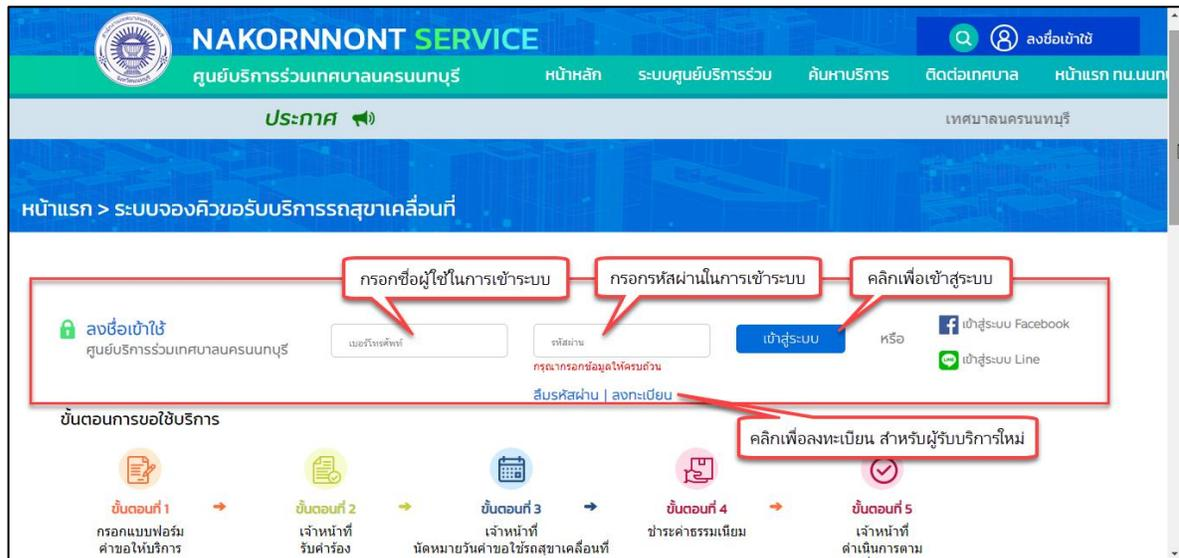 NAKORNNONT SERVICE
ลงชื่อเข้าใช้
ศูนย์บริการร่วมเทศบาลนครนนทบุรี
หน้าหลัก ระบบศูนย์บริการร่วม ค้นหาบริการ ติดต่อเทศบาล หน้าแรก ทน.นนท
ประกาศ
เทศบาลนครนนทบุรี
หน้าแรก > ระบบจองคิวขอรับบริการรถสุขาเคลื่อนที่
กรอกชื่อผู้ใช้ในการเข้าระบบ กรอกรหัสผ่านในการเข้าระบบ คลิกเพื่อเข้าสู่ระบบ
ลงชื่อเข้าใช้
ศูนย์บริการร่วมเทศบาลนครนนทบุรี
เบอร์โทรศัพท์ รหัสผ่าน เข้าสู่ระบบ หรือ
เข้าสู่ระบบ Facebook
เข้าสู่ระบบ Line
กรุณากรอกข้อมูลให้ครบถ้วน
ลืมรหัสผ่าน | ลงทะเบียน
คลิกเพื่อลงทะเบียน สำหรับผู้รับบริการใหม่
ขั้นตอนการขอใช้บริการ
ขั้นตอนที่ 1 ขั้นตอนที่ 2 ขั้นตอนที่ 3 ขั้นตอนที่ 4 ขั้นตอนที่ 5
กรอกแบบฟอร์ม เจ้าหน้าที่ เจ้าหน้าที่ ชำระค่าธรรมเนียม เจ้าหน้าที่
คำขอให้บริการ รับคำร้อง นัดหมายวันคำขอใช้รถสุขาเคลื่อนที่ ดำเนินการตาม